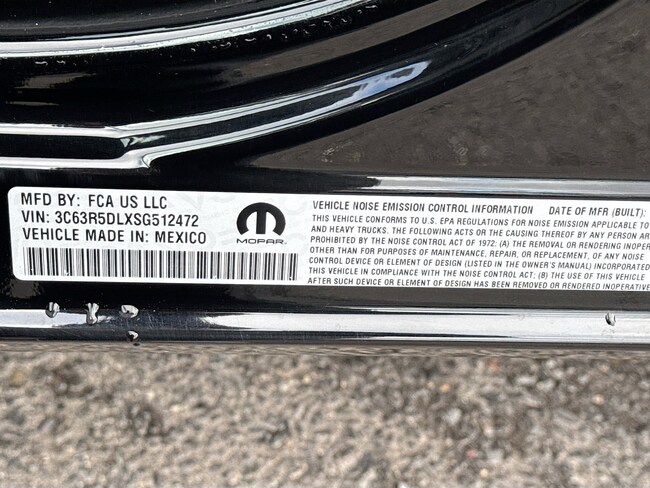 MFD BY: FCA US LLC
VIN: 3C63R5DLXSG512472
VEHICLE MADE IN: MEXICO
MOPAR.
VEHICLE NOISE EMISSION CONTROL INFORMATION DATE OF MFR (BUILT):
THIS VEHICLE CONFORMS TO U.S. EPA REGULATIONS FOR NOISE EMISSION APPLICABLE TO
AND HEAVY TRUCKS. THE FOLLOWING ACTS OR THE CAUSING THEREOF BY ANY PERSON AR
PROHIBITED BY THE NOISE CONTROL ACT OF 1972: (A) THE REMOVAL OR RENDERING INOPER
OTHER THAN FOR PURPOSES OF MAINTENANCE, REPAIR, OR REPLACEMENT, OF ANY NOISE
CONTROL DEVICE OR ELEMENT OF DESIGN (LISTED IN THE OWNER'S MANUAL) INCORPORATED
THIS VEHICLE IN COMPLIANCE WITH THE NOISE CONTROL ACT; (B) THE USE OF THIS VEHICLE
AFTER SUCH DEVICE OR ELEMENT OF DESIGN HAS BEEN REMOVED OR RENDERED INOPERATIVE